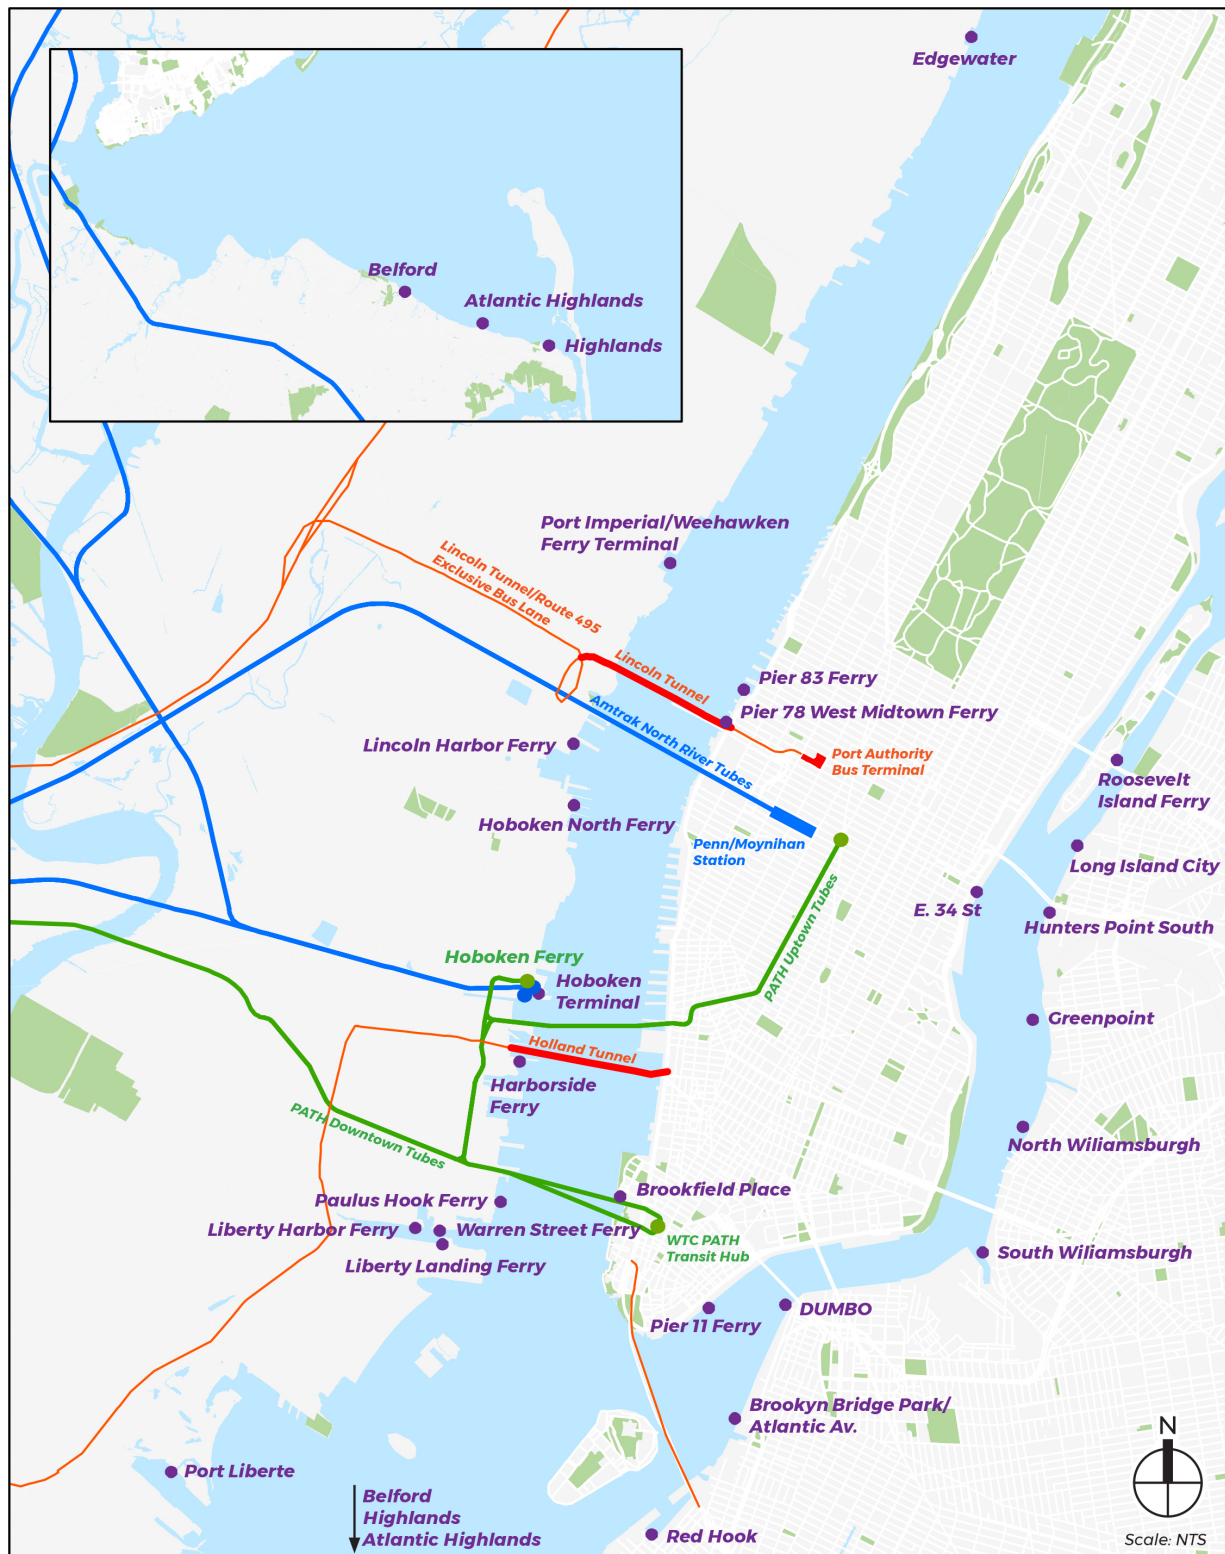 Edgewater
Belford
Atlantic Highlands
Highlands
Port Imperial/Weehawken
Ferry Terminal
Lincoln Tunnel/Route 495
Exclusive Bus Lane
Lincoln Tunnel
Pier 83 Ferry
Pier 78 West Midtown Ferry
Amtrak North River Tubes
Lincoln Harbor Ferry
Port Authority
Bus Terminal
Roosevelt
Island Ferry
Hoboken North Ferry
Penn/Moynihan
Station
Long Island City
E. 34 St
Hunters Point South
PATH Uptown Tubes
Hoboken Ferry
Hoboken
Terminal
Greenpoint
Holland Tunnel
Harborside
Ferry
PATH Downtown Tubes
North Wiliamsburgh
Brookfield Place
Paulus Hook Ferry
Liberty Harbor Ferry
Warren Street Ferry
WTC PATH
Transit Hub
Liberty Landing Ferry
South Wiliamsburgh
DUMBO
Pier 11 Ferry
Brookyn Bridge Park/
Atlantic Av.
N
Port Liberte
Belford
Highlands
Atlantic Highlands
Red Hook
Scale: NTS